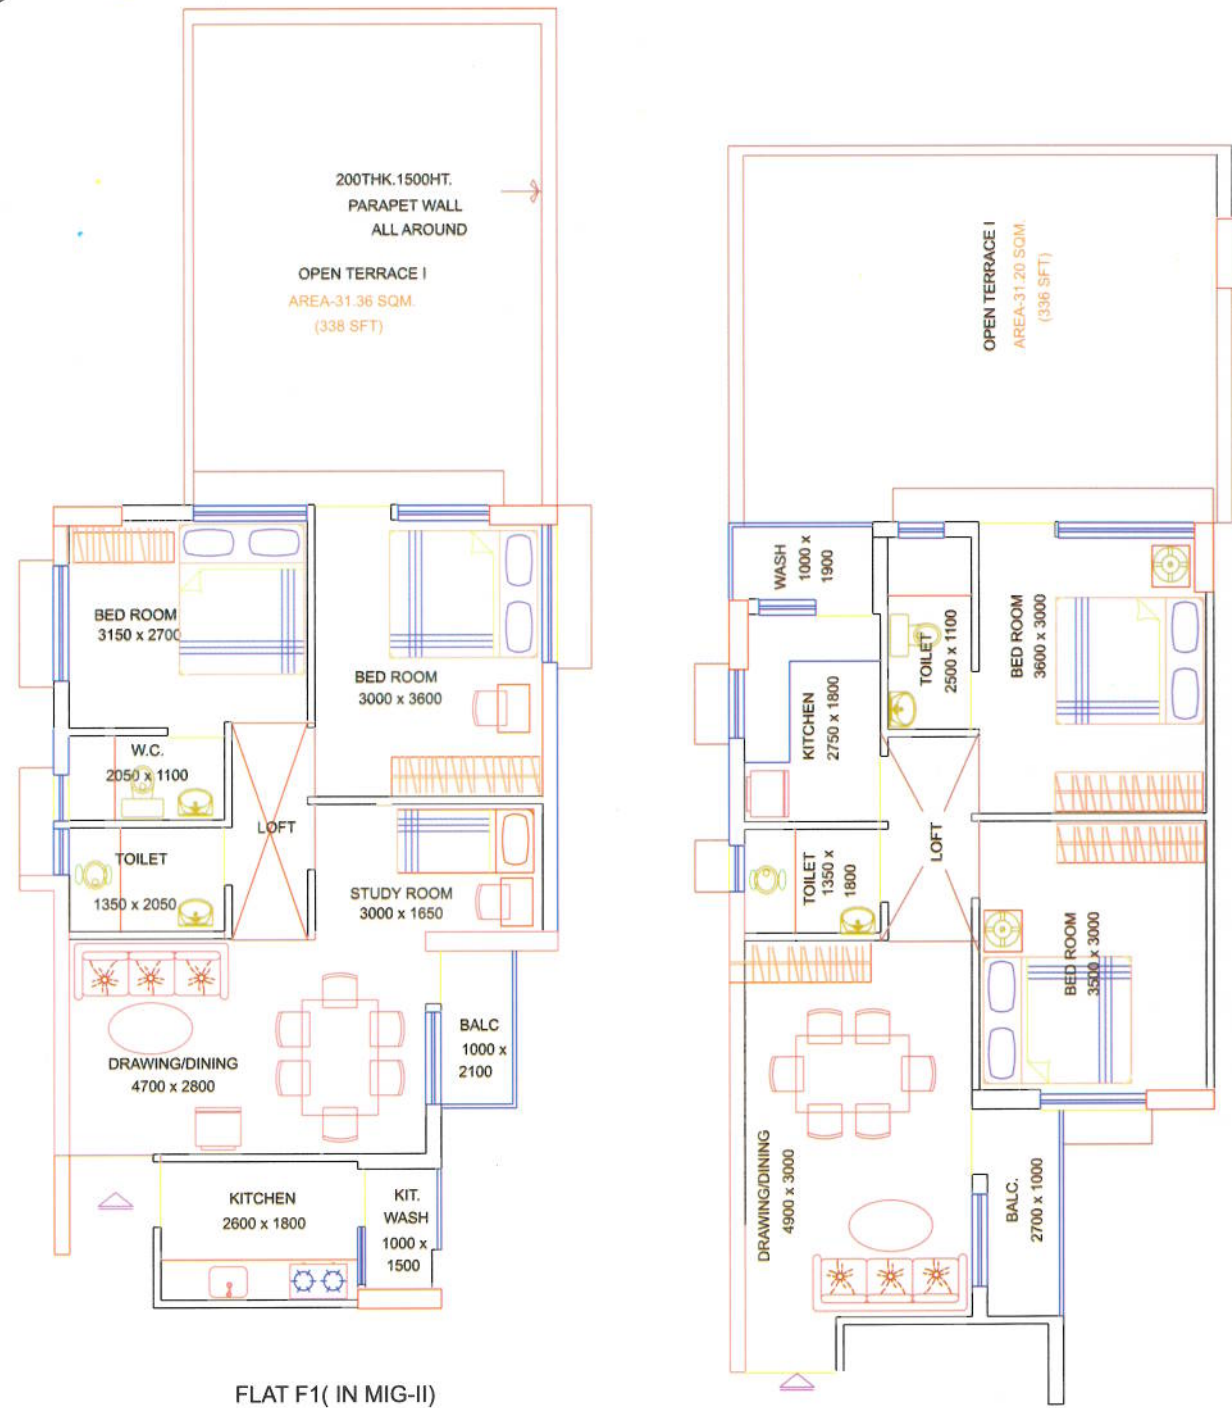 200THK.1500HT.
PARAPET WALL
ALL AROUND
OPEN TERRACE I
AREA-31.36 SQM.
(338 SFT)
BED ROOM
3150 x 2700
BED ROOM
3000 x 3600
W.C.
2050 x 1100
LOFT
TOILET
1350 x 2050
STUDY ROOM
3000 x 1650
DRAWING/DINING
4700 x 2800
BALC
1000 x
2100
KITCHEN
2600 x 1800
KIT.
WASH
1000 x
1500
FLAT F1( IN MIG-II)
OPEN TERRACE I
AREA-31.20 SQM.
(336 SFT)
WASH
1000 x
1900
TOILET
2500 x 1100
BED ROOM
3600 x 3000
KITCHEN
2750 x 1800
LOFT
TOILET
1350 x
1800
BED ROOM
3500 x 3000
DRAWING/DINING
4900 x 3000
BALC.
2700 x 1000